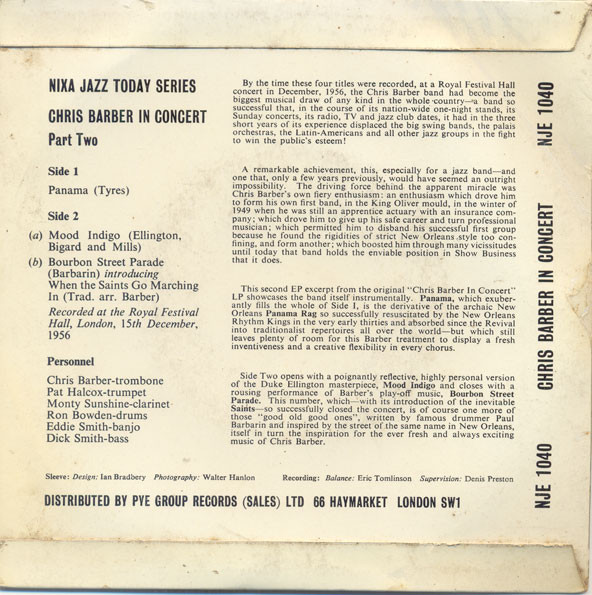 NIXA JAZZ TODAY SERIES
CHRIS BARBER IN CONCERT
Part Two
Side 1
Panama (Tyres)
Side 2
(a) Mood Indigo (Ellington,
Bigard and Mills)
(b) Bourbon Street Parade
(Barbarin) introducing
When the Saints Go Marching
In (Trad. arr. Barber)
Recorded at the Royal Festival
Hall, London, 15th December,
1956
Personnel
Chris Barber-trombone
Pat Halcox-trumpet
Monty Sunshine-clarinet
Ron Bowden-drums
Eddie Smith-banjo
Dick Smith-bass
By the time these four titles were recorded, at a Royal Festival Hall
concert in December, 1956, the Chris Barber band had become the
biggest musical draw of any kind in the whole country—a band so
successful that, in the course of its nation-wide one-night stands, its
Sunday concerts, its radio, TV and jazz club dates, it had in the three
short years of its experience displaced the big swing bands, the palais
orchestras, the Latin-Americans and all other jazz groups in the fight
to win the public's esteem!
A remarkable achievement, this, especially for a jazz band—and
one that, only a few years previously, would have seemed an outright
impossibility. The driving force behind the apparent miracle was
Chris Barber's own fiery enthusiasm: an enthusiasm which drove him
to form his own first band, in the King Oliver mould, in the winter of
1949 when he was still an apprentice actuary with an insurance com-
pany; which drove him to give up his safe career and turn professional
musician; which permitted him to disband his successful first group
because he found the rigidities of strict New Orleans style too con-
fining, and form another; which boosted him through many vicissitudes
until today that band holds the enviable position in Show Business
that it does.
This second EP excerpt from the original "Chris Barber In Concert"
LP showcases the band itself instrumentally. Panama, which exuber-
antly fills the whole of Side I, is the derivative of the archaic New
Orleans Panama Rag so successfully resuscitated by the New Orleans
Rhythm Kings in the very early thirties and absorbed since the Revival
into traditionalist repertoires all over the world—but which still
leaves plenty of room for this Barber treatment to display a fresh
inventiveness and a creative flexibility in every chorus.
Side Two opens with a poignantly reflective, highly personal version
of the Duke Ellington masterpiece, Mood Indigo and closes with a
rousing performance of Barber's play-off music, Bourbon Street
Parade. This number, which—with its introduction of the inevitable
Saints—so successfully closed the concert, is of course one more of
those "good old good ones", written by famous drummer Paul
Barbarin and inspired by the street of the same name in New Orleans,
itself in turn the inspiration for the ever fresh and always exciting
music of Chris Barber.
Sleeve: Design: Ian Bradbery Photography: Walter Hanlon Recording: Balance: Eric Tomlinson Supervision: Denis Preston
DISTRIBUTED BY PYE GROUP RECORDS (SALES) LTD 66 HAYMARKET LONDON SW1
NJE 1040
CHRIS BARBER IN CONCERT
NJE 1040